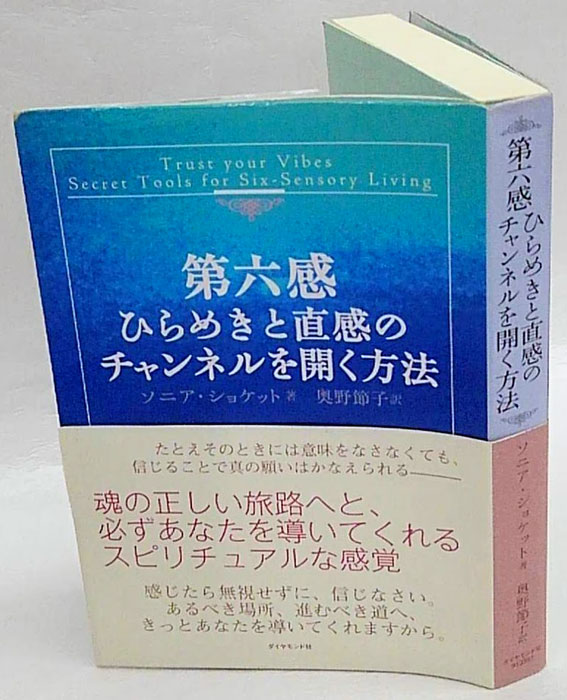 Trust your Vibes
Secret Tools for Six-Sensory Living
第六感
ひらめきと直感の
チャンネルを開く方法
ソニア・ショケット 著　奥野節子 訳
たとえそのときには意味をなさなくても、
信じることで真の願いはかなえられる———
魂の正しい旅路へと、
必ずあなたを導いてくれる
スピリチュアルな感覚
感じたら無視せずに、信じなさい。
あるべき場所、進むべき道へ、
きっとあなたを導いてくれますから。
ダイヤモンド社
第六感 ひらめきと直感の
チャンネルを開く方法
ソニア・ショケット 著　奥野節子 訳
ダイヤモンド社